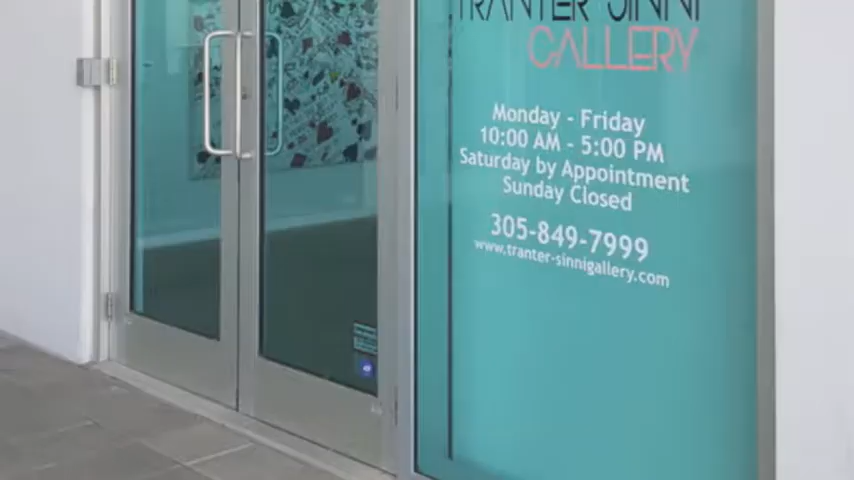 TRANTER SINNI
GALLERY
Monday - Friday
10:00 AM - 5:00 PM
Saturday by Appointment
Sunday Closed
305-849-7999
www.tranter-sinnigallery.com